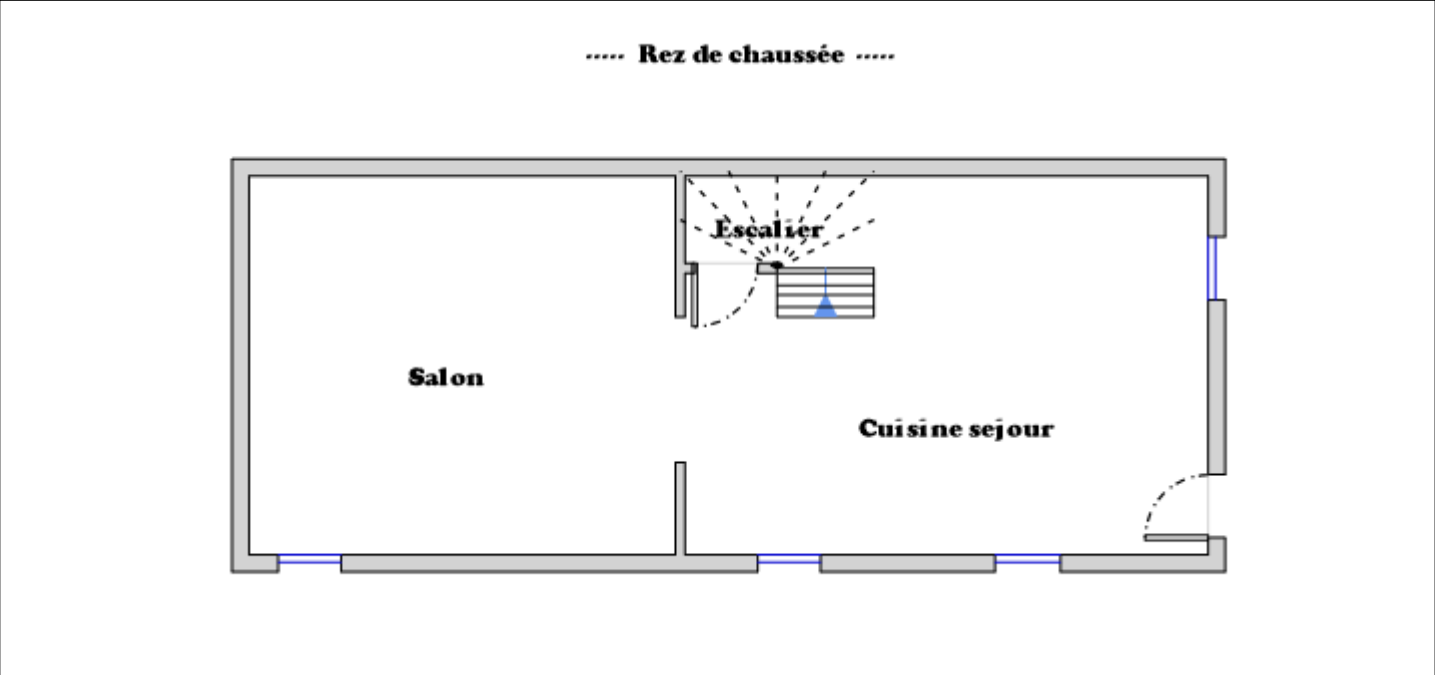 ----- Rez de chaussée -----
Escalier
Salon
Cuisine sejour